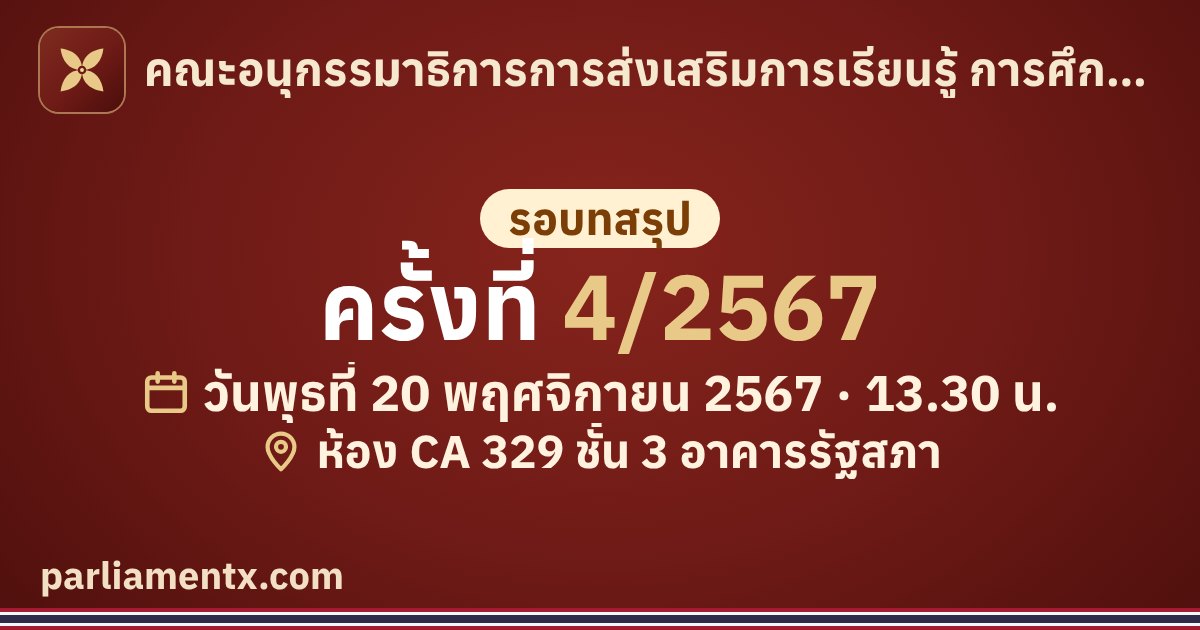 คณะอนุกรรมาธิการการส่งเสริมการเรียนรู้ การศึก...
รอบทสรุป
ครั้งที่ 4/2567
วันพุธที่ 20 พฤศจิกายน 2567 · 13.30 น.
ห้อง CA 329 ชั้น 3 อาคารรัฐสภา
parliamentx.com